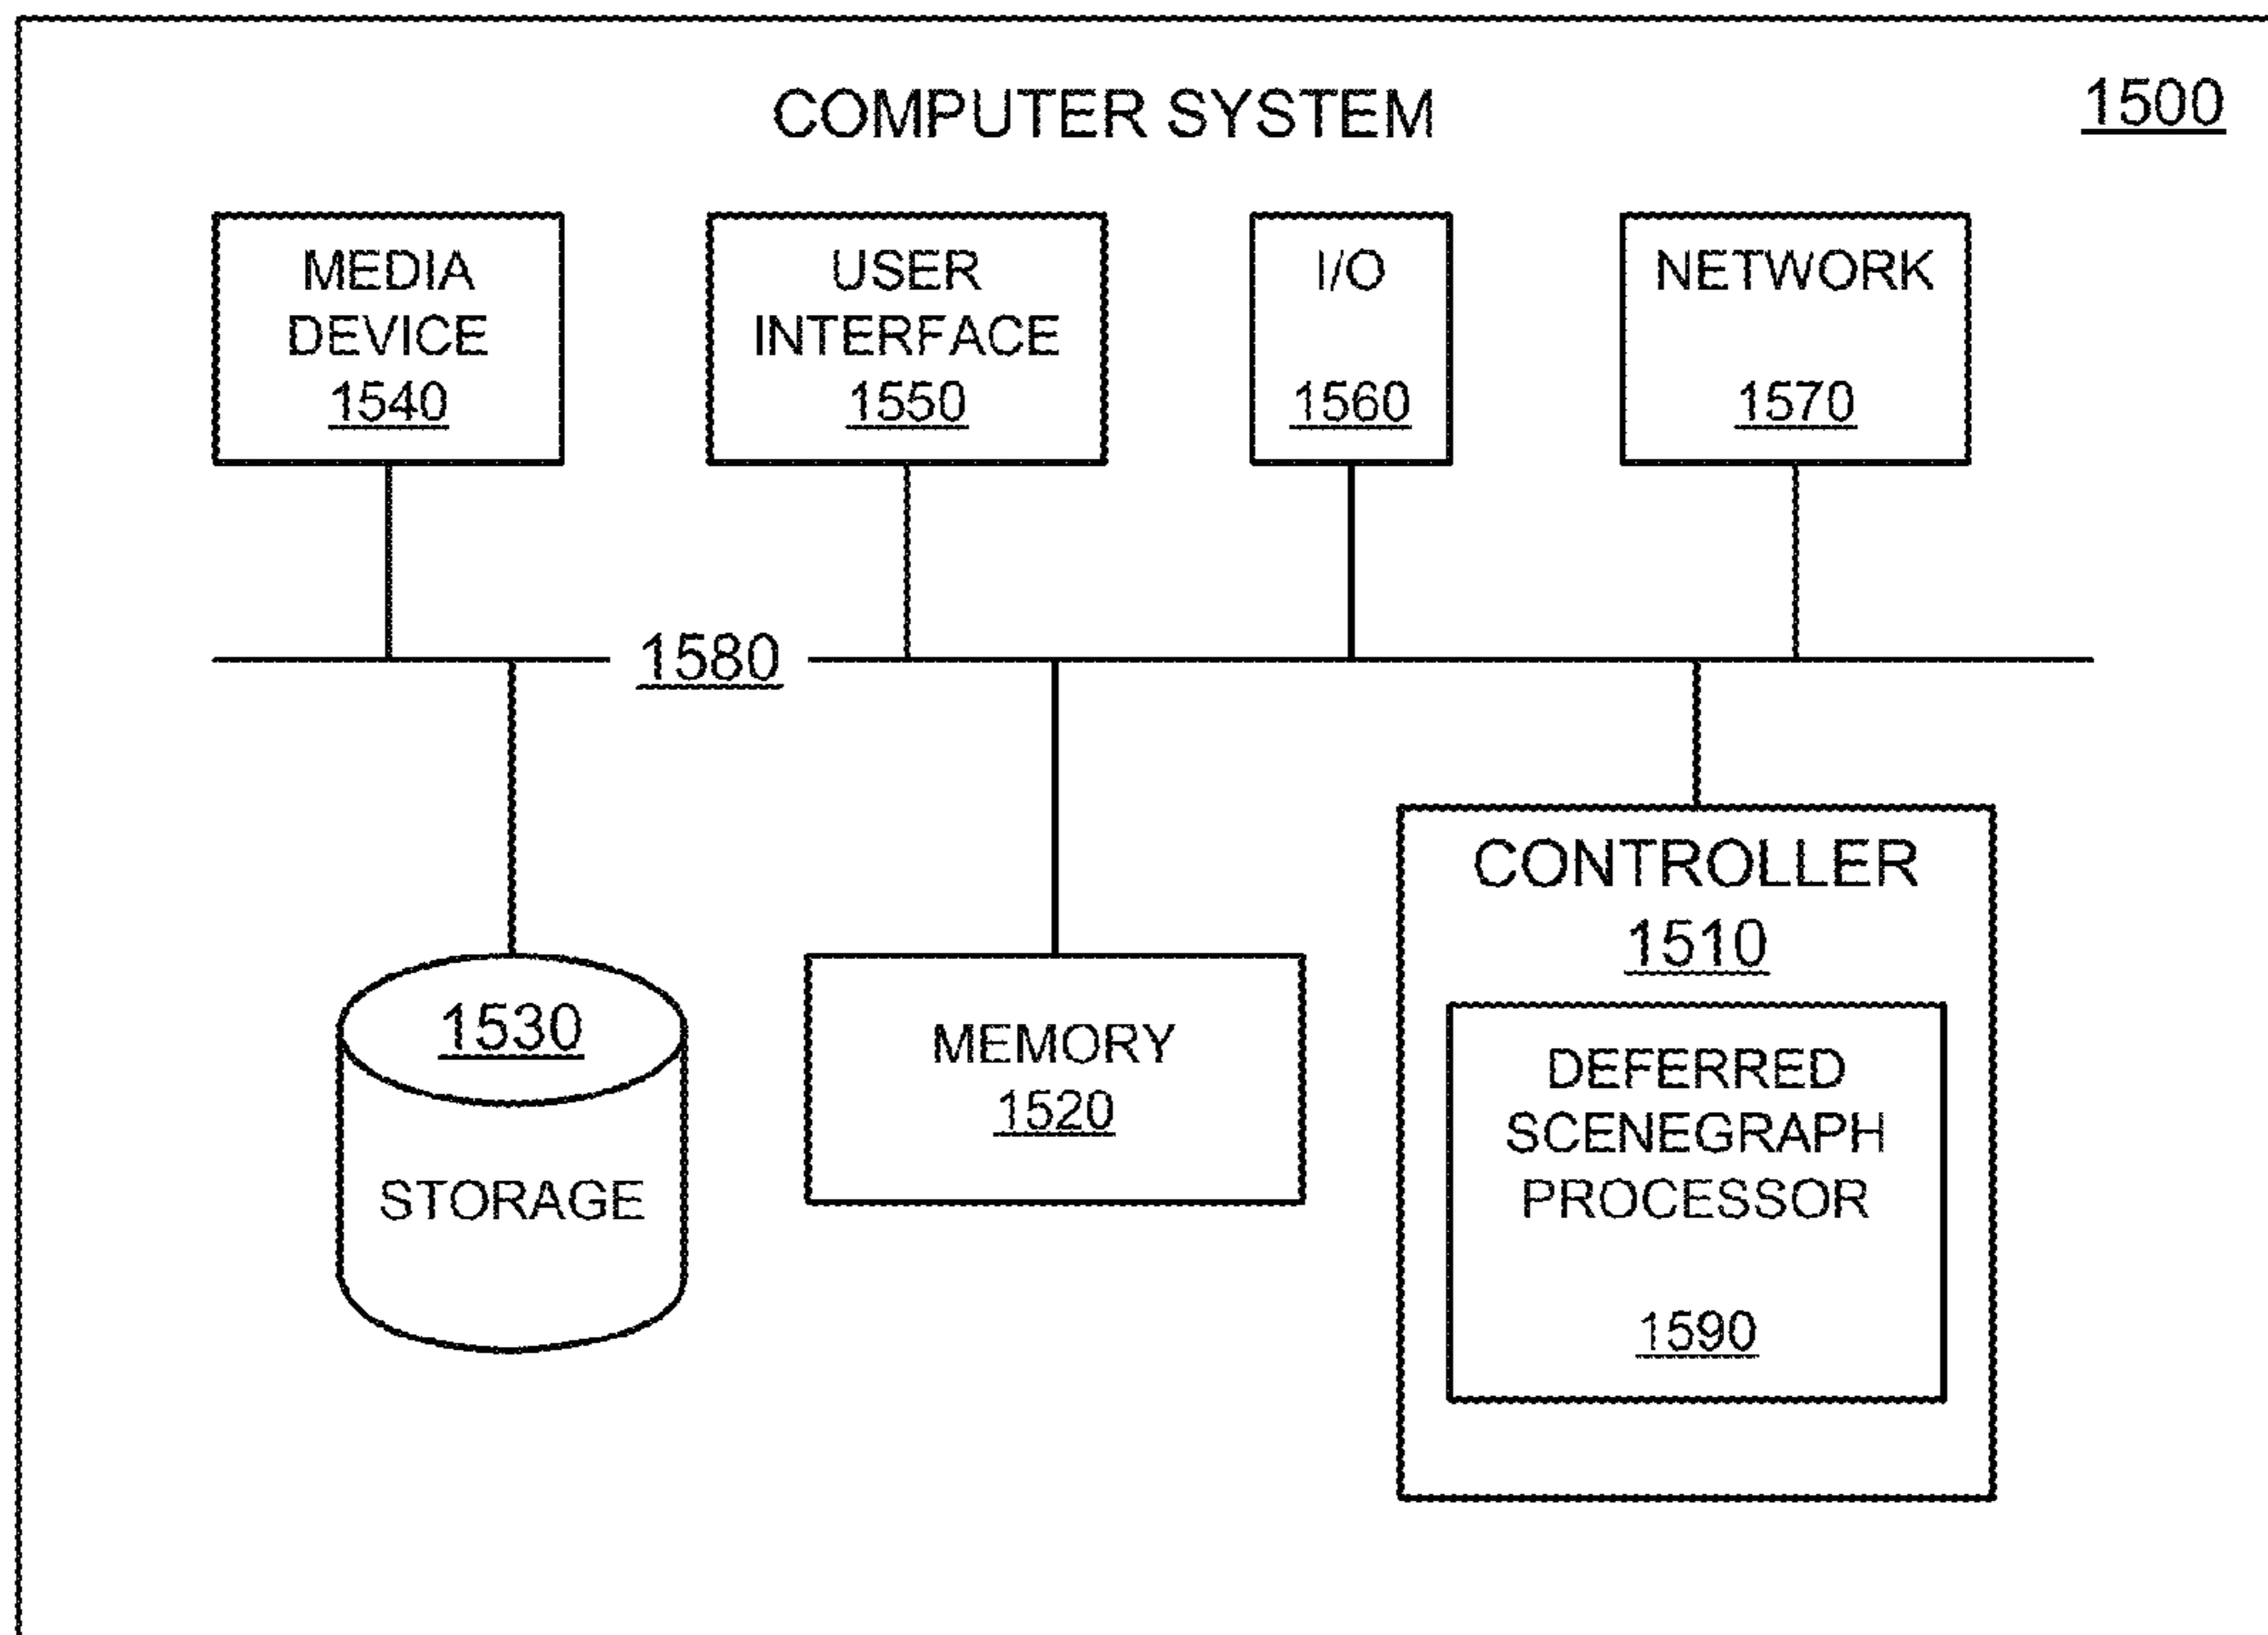 COMPUTER SYSTEM
1500
MEDIA
DEVICE
1540
USER
INTERFACE
1550
I/O
1560
NETWORK
1570
1580
1530
STORAGE
MEMORY
1520
CONTROLLER
1510
DEFERRED
SCENEGRAPH
PROCESSOR
1590